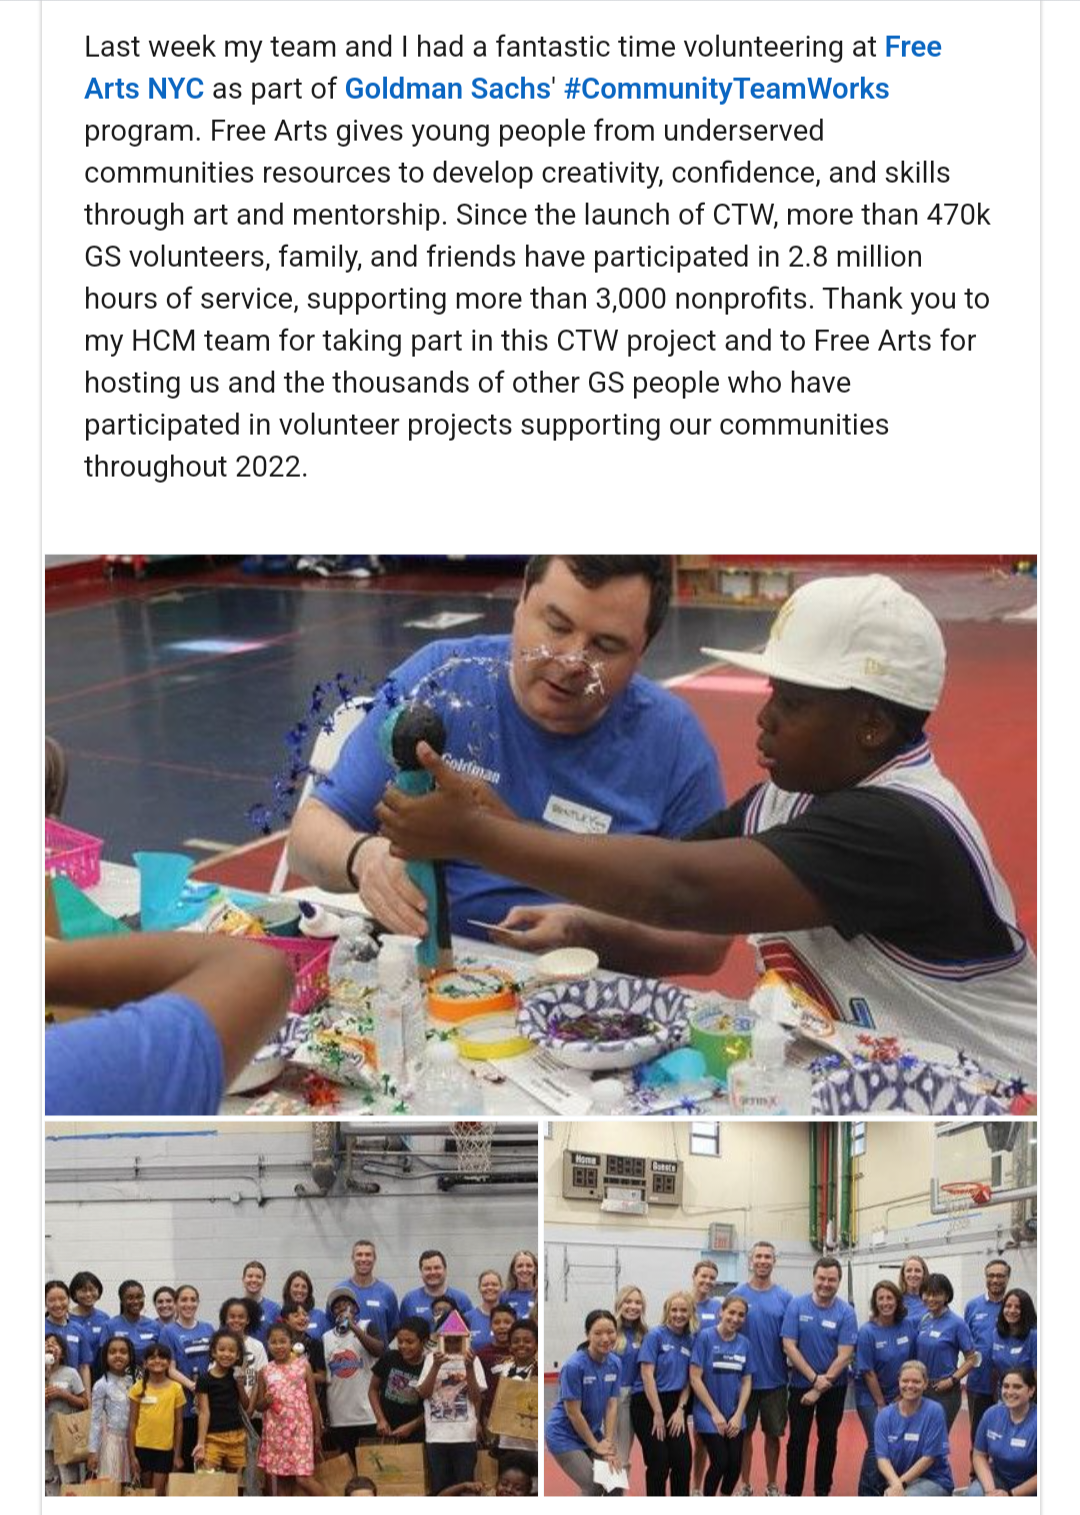 Last week my team and I had a fantastic time volunteering at Free
Arts NYC as part of Goldman Sachs' #CommunityTeamWorks
program. Free Arts gives young people from underserved
communities resources to develop creativity, confidence, and skills
through art and mentorship. Since the launch of CTW, more than 470k
GS volunteers, family, and friends have participated in 2.8 million
hours of service, supporting more than 3,000 nonprofits. Thank you to
my HCM team for taking part in this CTW project and to Free Arts for
hosting us and the thousands of other GS people who have
participated in volunteer projects supporting our communities
throughout 2022.
Goldman
Home
Guests